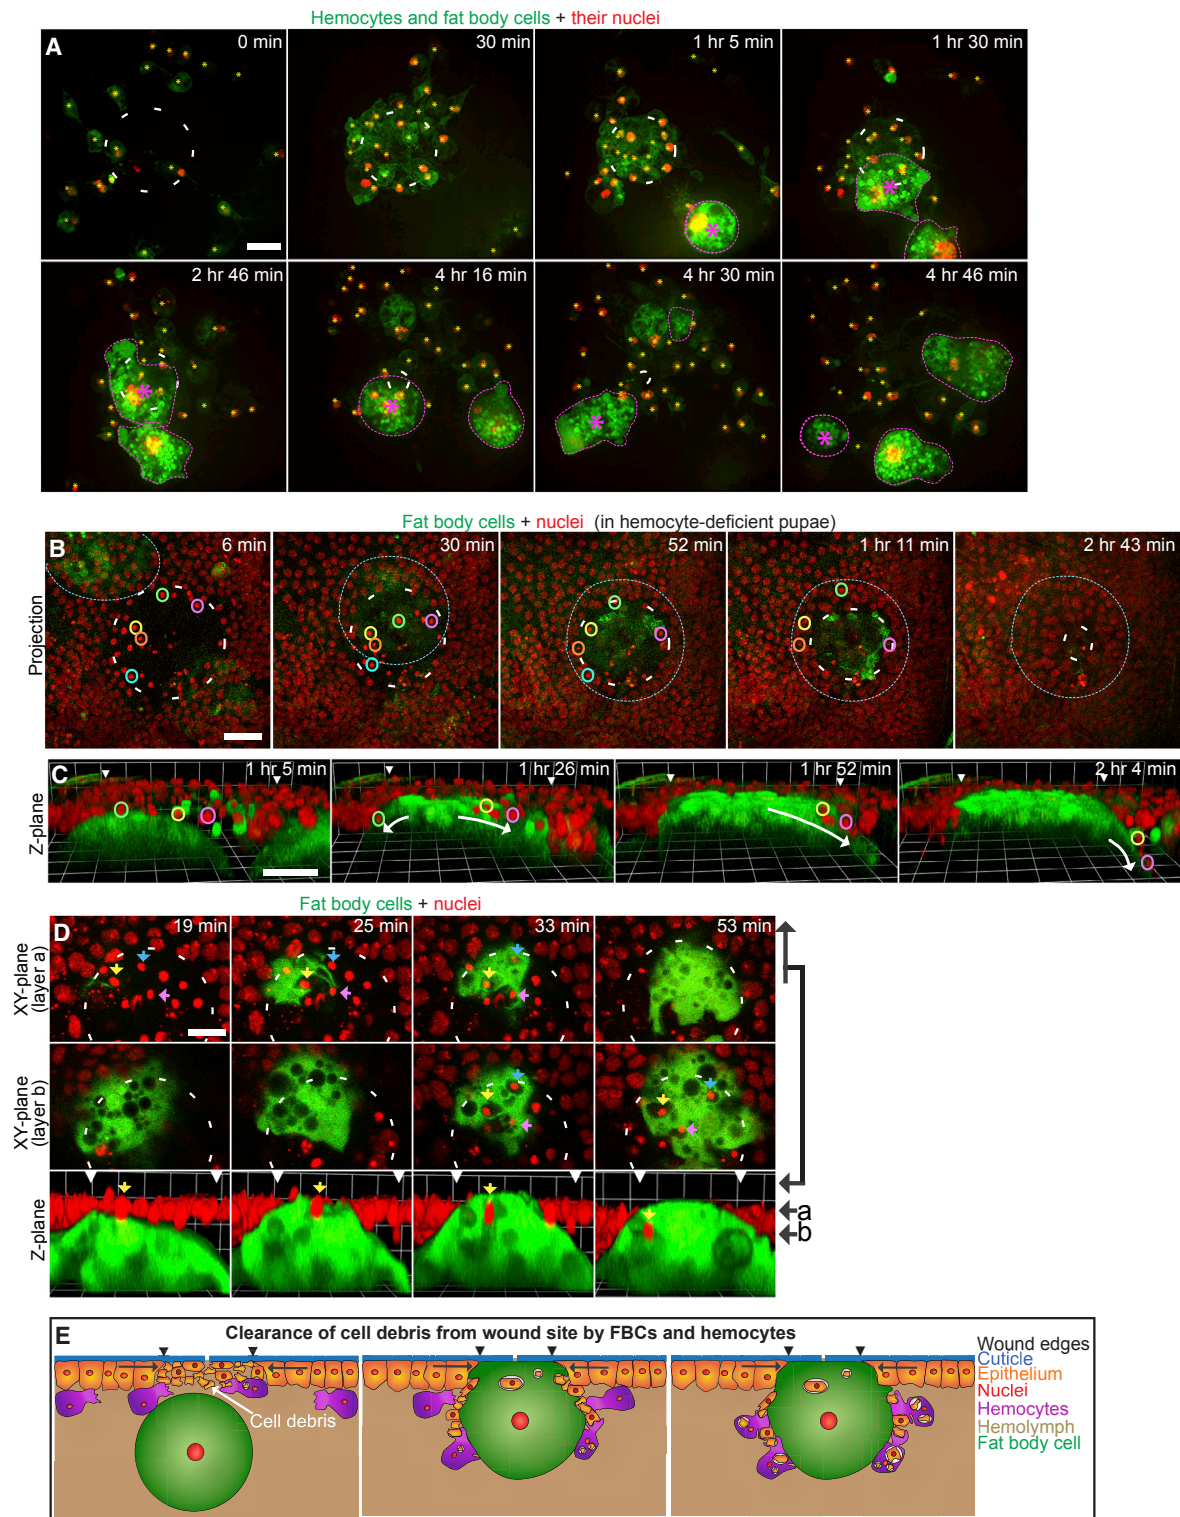 Hemocytes and fat body cells + their nuclei
A
0 min
30 min
1 hr 5 min
1 hr 30 min
2 hr 46 min
4 hr 16 min
4 hr 30 min
4 hr 46 min
Fat body cells + nuclei (in hemocyte-deficient pupae)
B
Projection
6 min
30 min
52 min
1 hr 11 min
2 hr 43 min
C
Z-plane
1 hr 5 min
1 hr 26 min
1 hr 52 min
2 hr 4 min
Fat body cells + nuclei
D
XY-plane
(layer a)
19 min
25 min
33 min
53 min
XY-plane
(layer b)
Z-plane
a
b
E
Clearance of cell debris from wound site by FBCs and hemocytes
Cell debris
Wound edges
Cuticle
Epithelium
Nuclei
Hemocytes
Hemolymph
Fat body cell